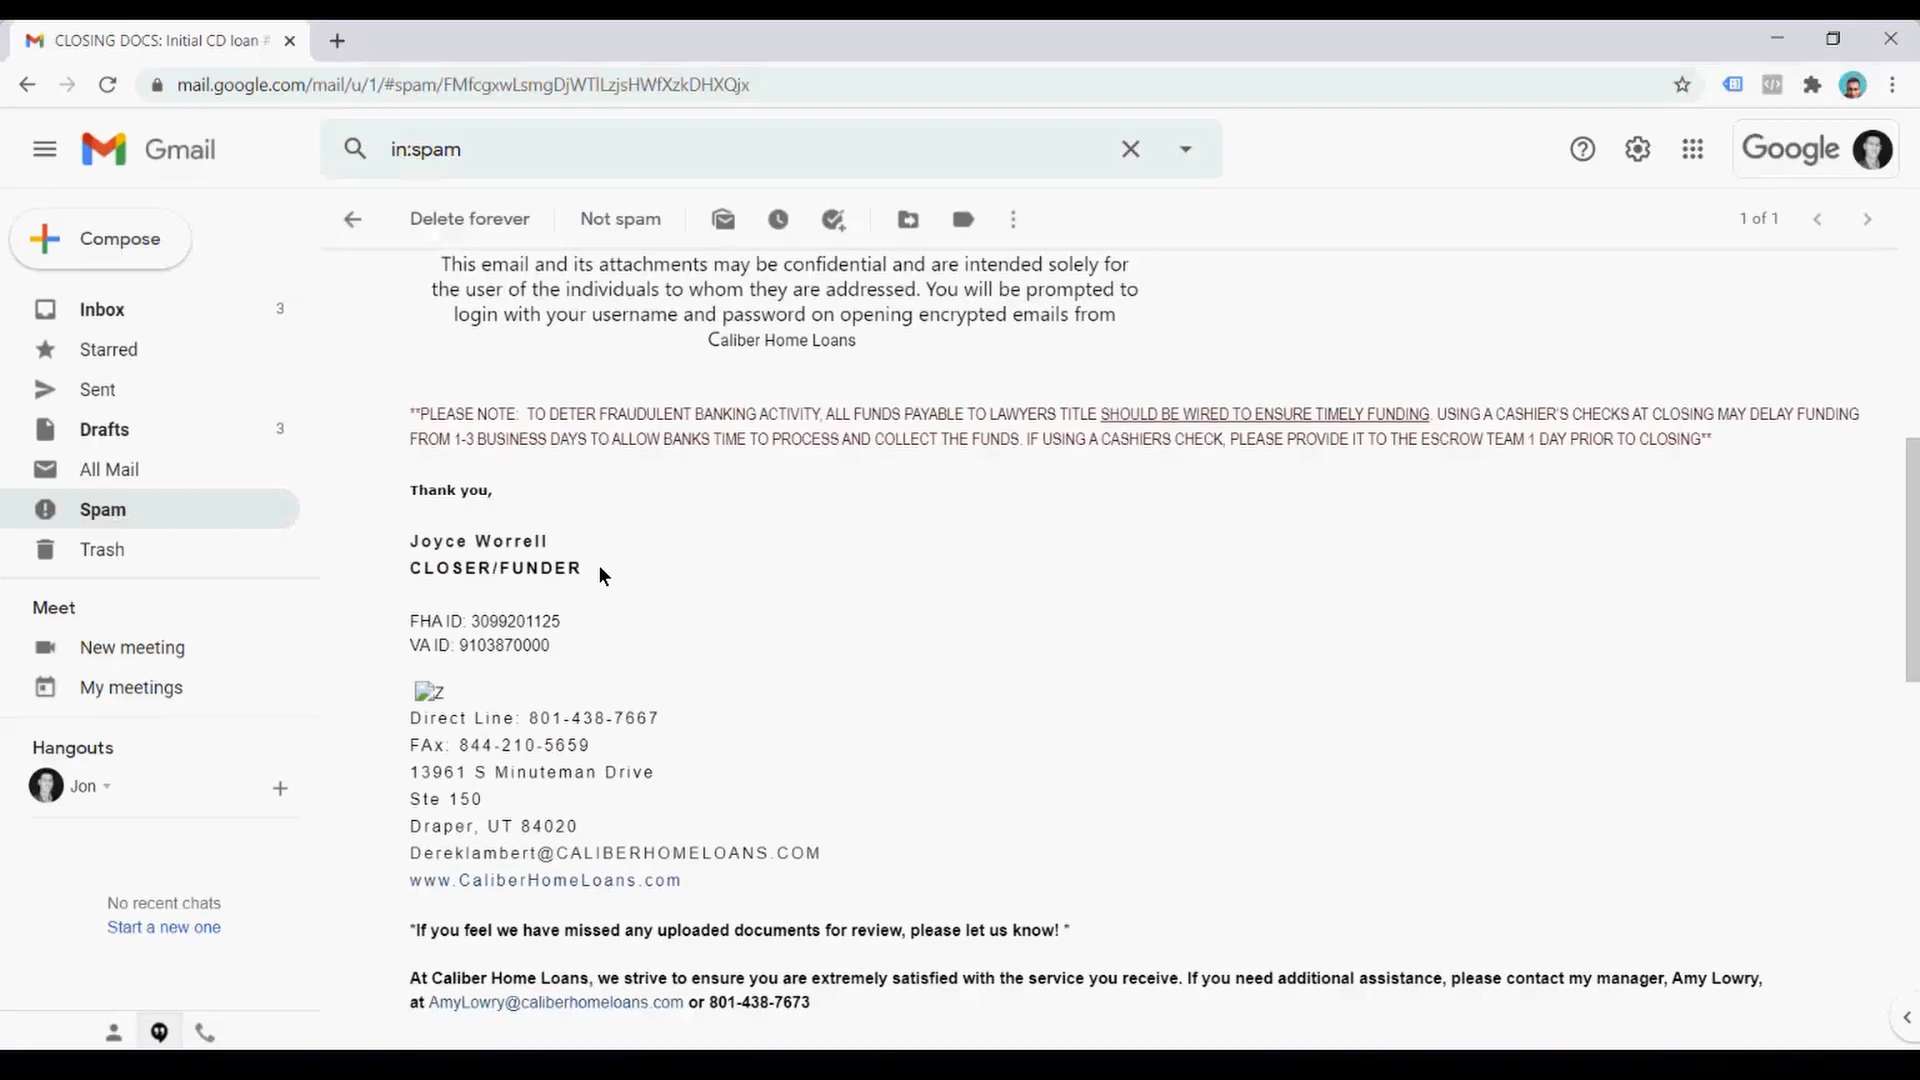 CLOSING DOCS: Initial CD loan #
mail.google.com/mail/u/1/#spam/FMfcgxwLsmgDjWTlLzjsHWfXzkDHXQjx
Gmail
in:spam
Google
Compose
Delete forever
Not spam
1 of 1
Inbox 3
Starred
Sent
Drafts 3
All Mail
Spam
Trash
Meet
New meeting
My meetings
Hangouts
Jon
No recent chats
Start a new one
This email and its attachments may be confidential and are intended solely for
the user of the individuals to whom they are addressed. You will be prompted to
login with your username and password on opening encrypted emails from
Caliber Home Loans
**PLEASE NOTE: TO DETER FRAUDULENT BANKING ACTIVITY, ALL FUNDS PAYABLE TO LAWYERS TITLE SHOULD BE WIRED TO ENSURE TIMELY FUNDING. USING A CASHIER'S CHECKS AT CLOSING MAY DELAY FUNDING
FROM 1-3 BUSINESS DAYS TO ALLOW BANKS TIME TO PROCESS AND COLLECT THE FUNDS. IF USING A CASHIERS CHECK, PLEASE PROVIDE IT TO THE ESCROW TEAM 1 DAY PRIOR TO CLOSING**
Thank you,
Joyce Worrell
CLOSER/FUNDER
FHA ID: 3099201125
VA ID: 9103870000
Z
Direct Line: 801-438-7667
FAx: 844-210-5659
13961 S Minuteman Drive
Ste 150
Draper, UT 84020
Dereklambert@CALIBERHOMELOANS.COM
www.CaliberHomeLoans.com
*If you feel we have missed any uploaded documents for review, please let us know! *
At Caliber Home Loans, we strive to ensure you are extremely satisfied with the service you receive. If you need additional assistance, please contact my manager, Amy Lowry,
at AmyLowry@caliberhomeloans.com or 801-438-7673